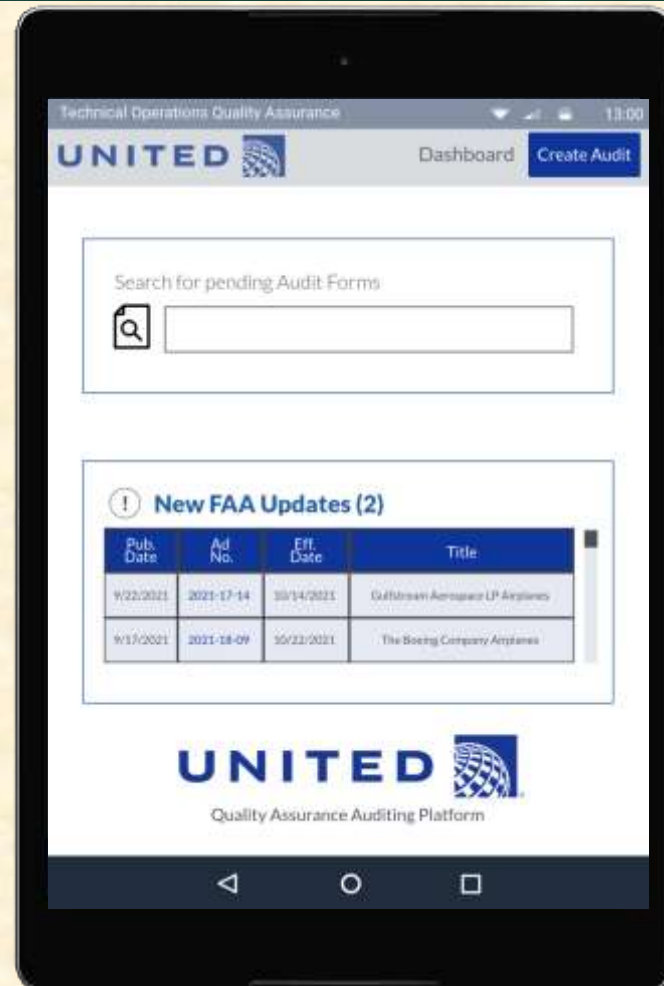 Technical Operations Quality Assurance 13:00
UNITED Dashboard Create Audit
Search for pending Audit Forms
! New FAA Updates (2)
Pub. Date Ad No. Eff. Date Title
9/22/2021 2021-17-14 10/14/2021 Gulfstream Aerospace LP Airplanes
9/17/2021 2021-18-09 10/22/2021 The Boeing Company Airplanes
UNITED
Quality Assurance Auditing Platform